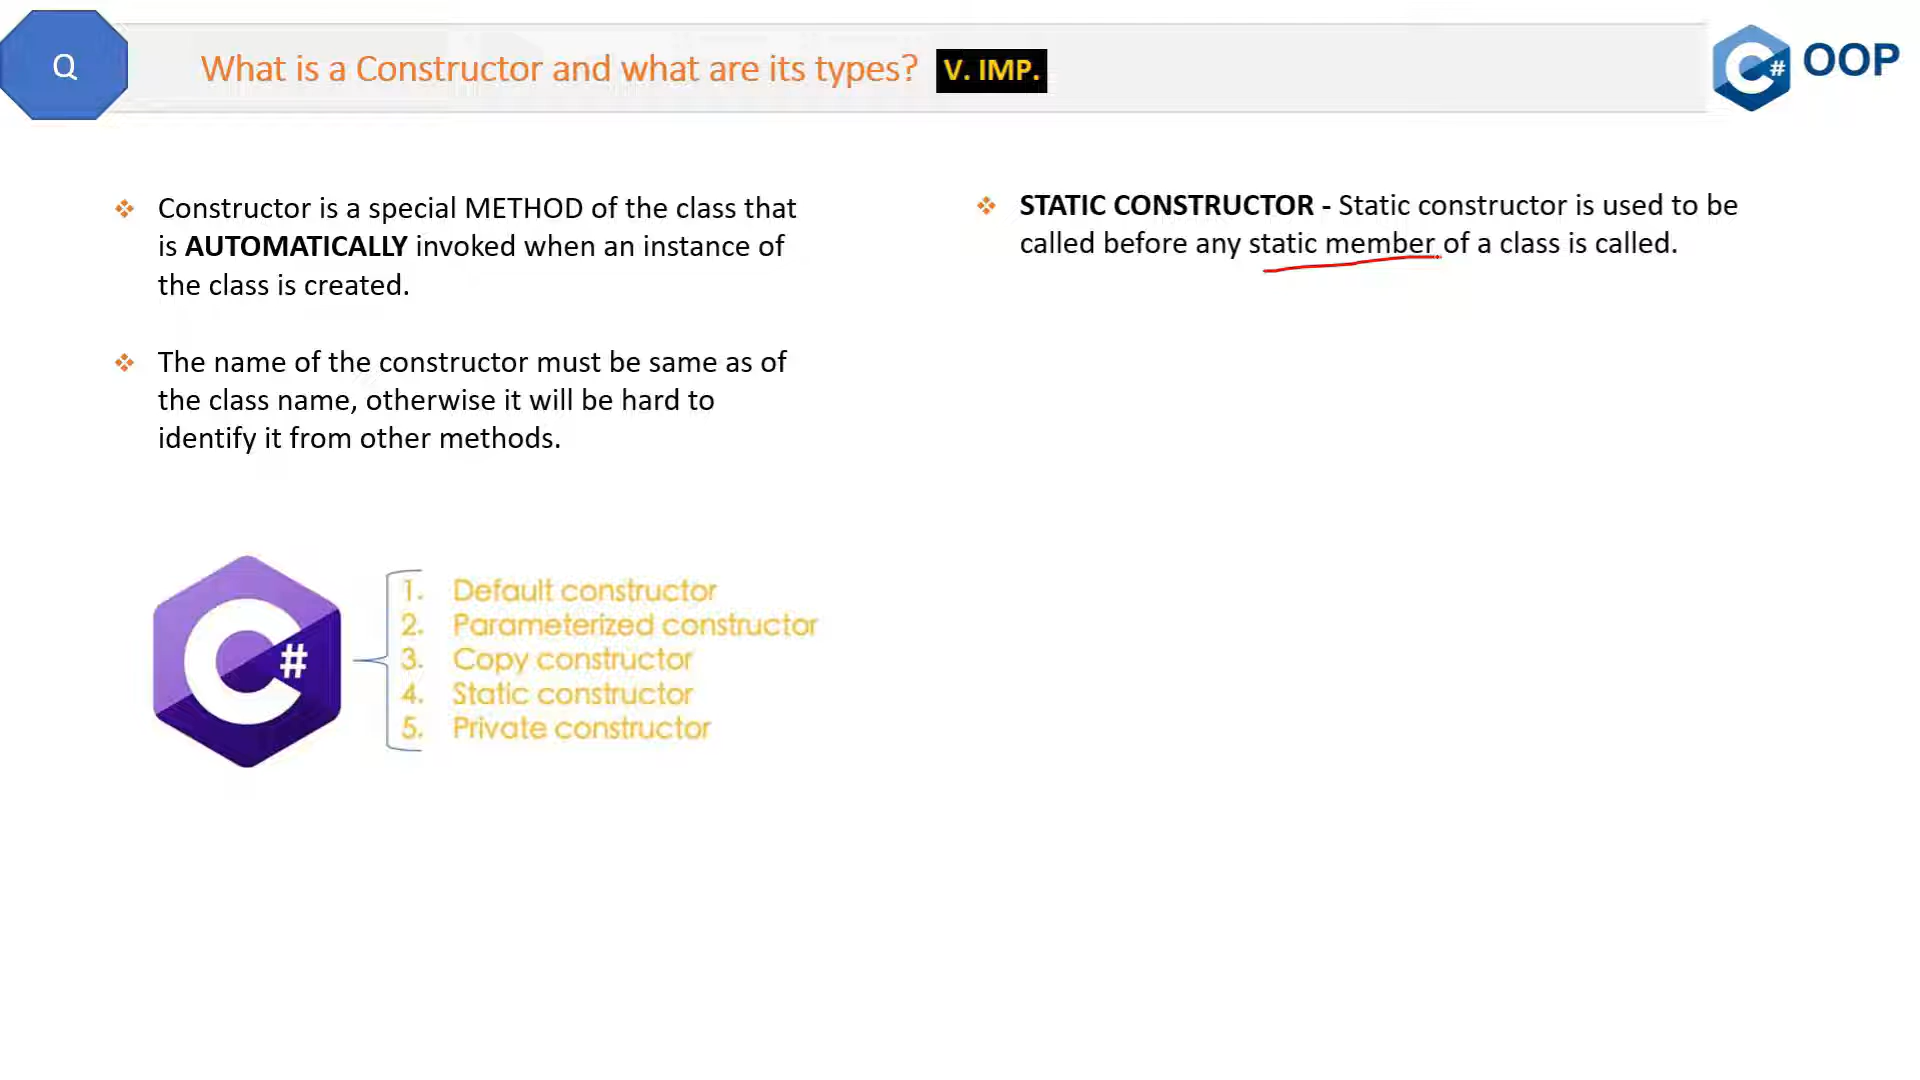 Q
What is a Constructor and what are its types?
V. IMP.
C#
OOP
Constructor is a special METHOD of the class that
is AUTOMATICALLY invoked when an instance of
the class is created.
The name of the constructor must be same as of
the class name, otherwise it will be hard to
identify it from other methods.
C#
1. Default constructor
2. Parameterized constructor
3. Copy constructor
4. Static constructor
5. Private constructor
STATIC CONSTRUCTOR - Static constructor is used to be
called before any static member of a class is called.